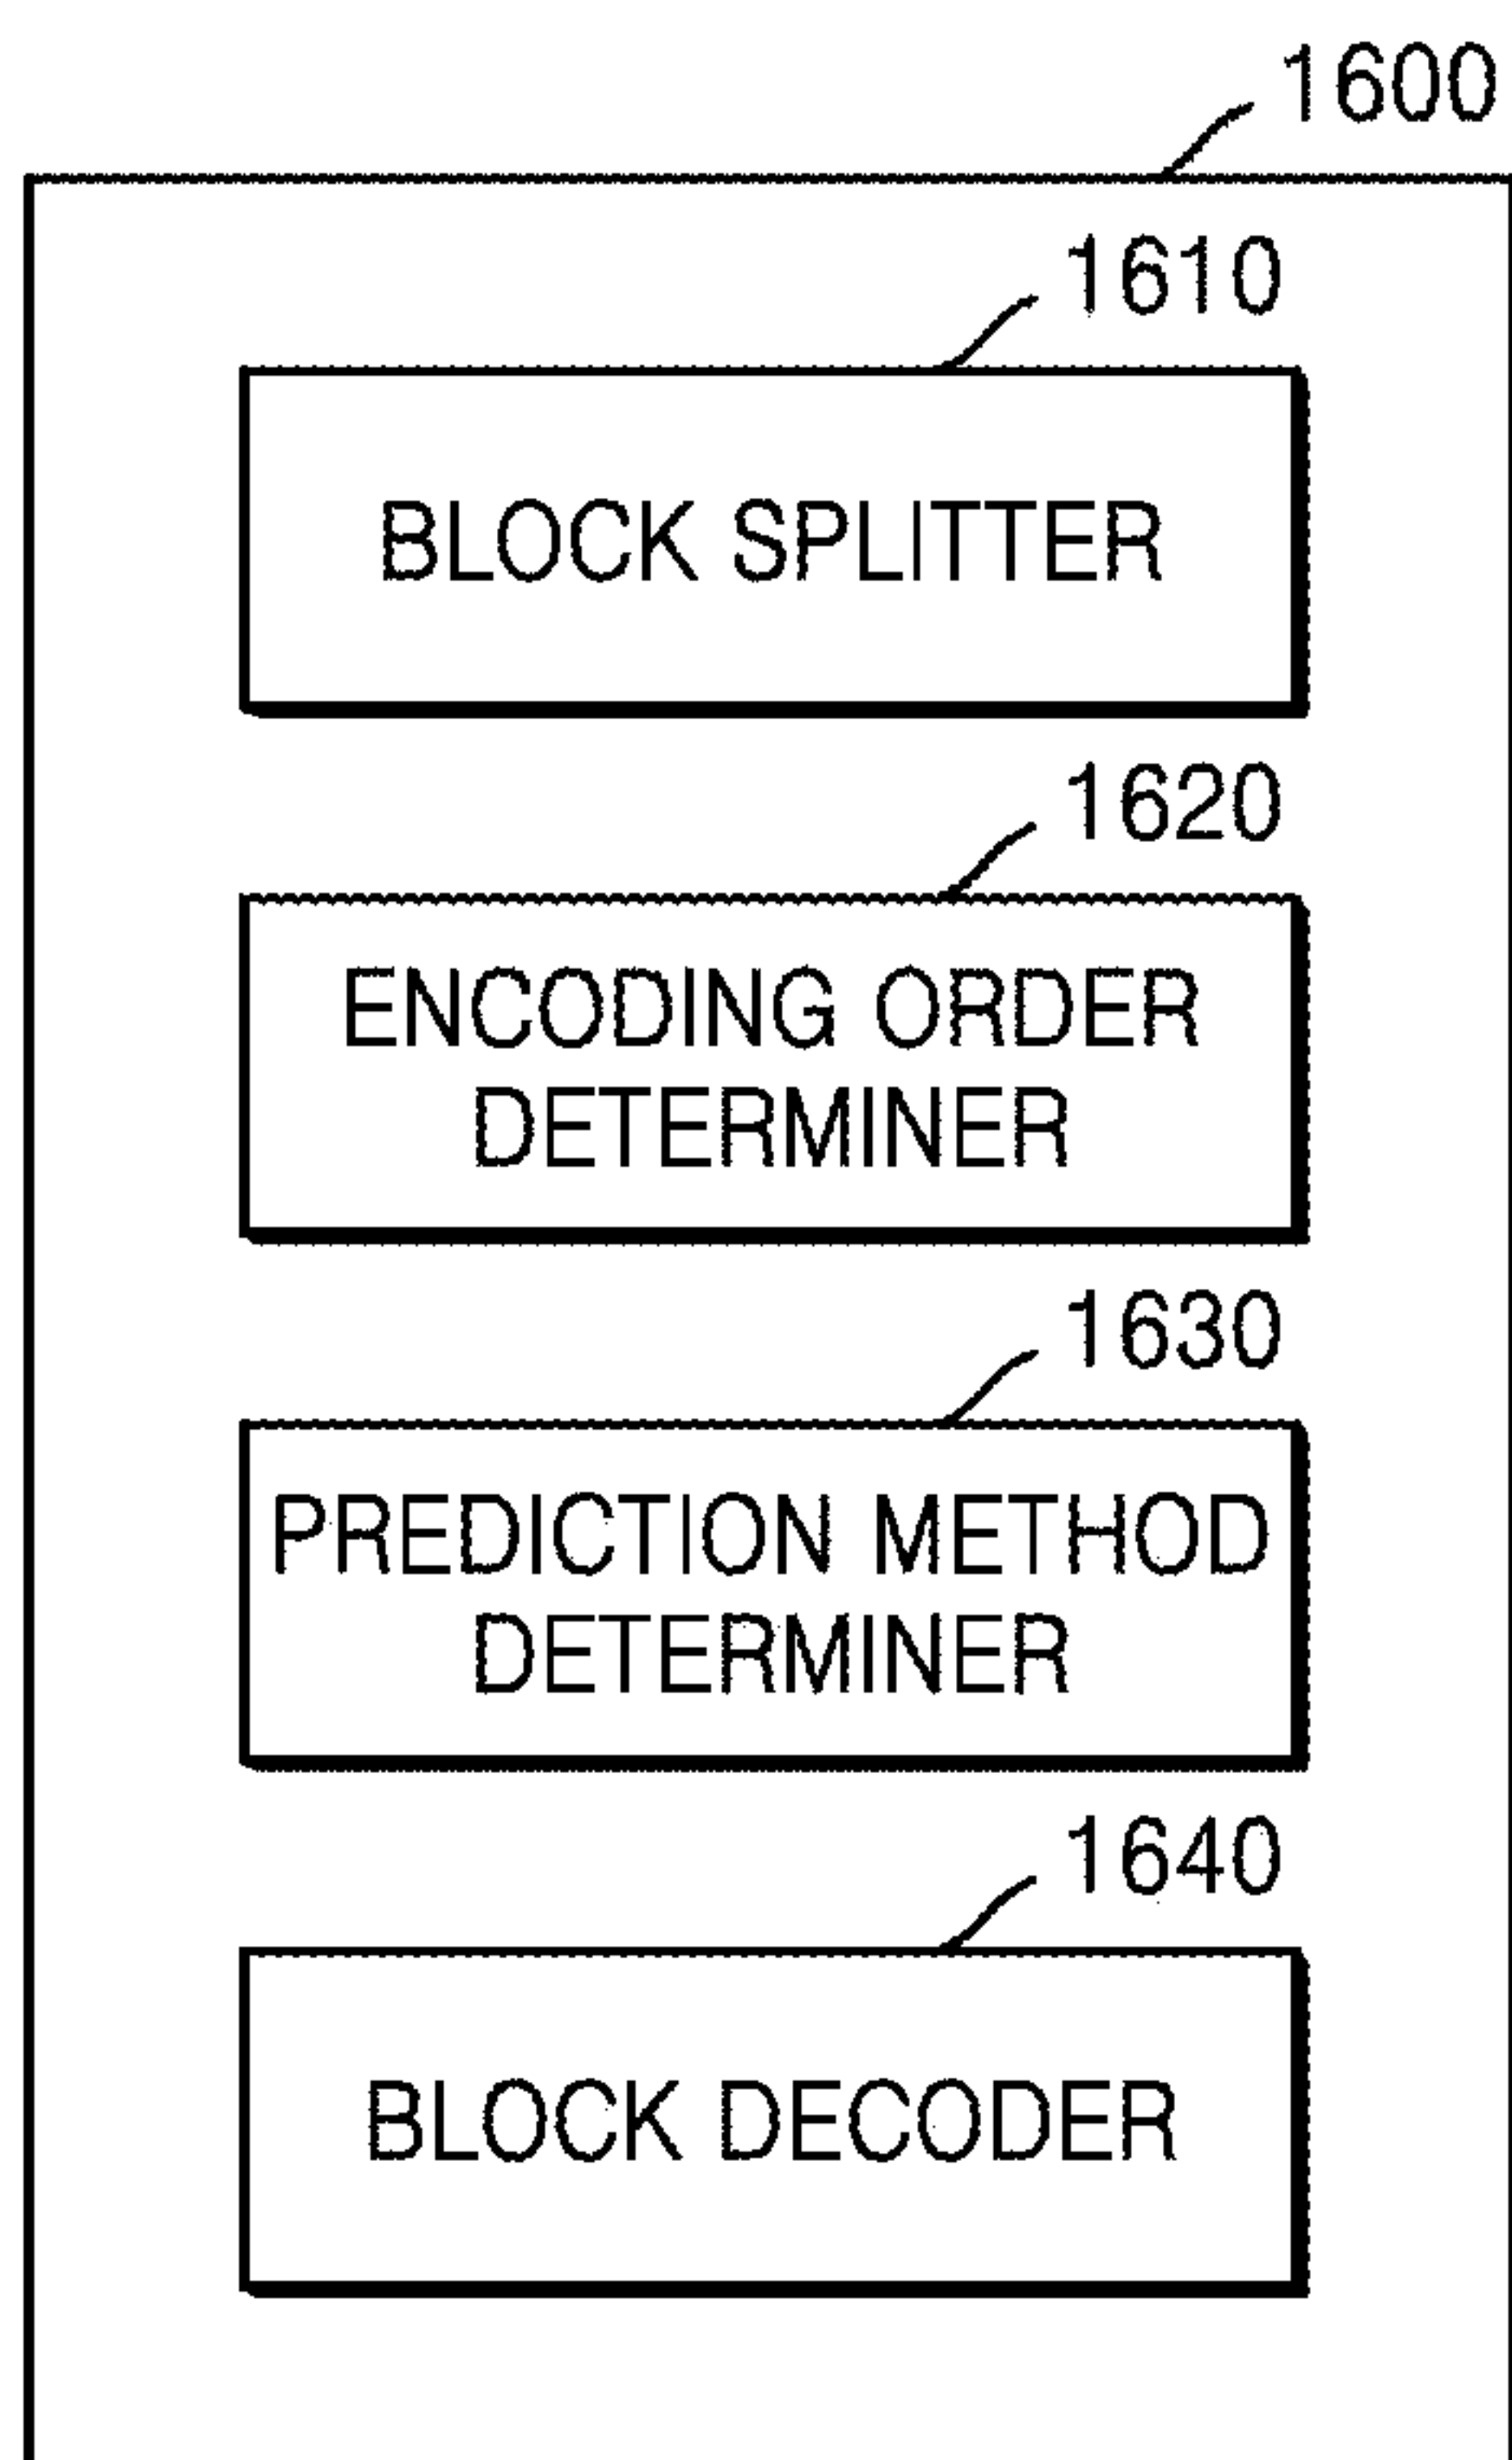 1600
1610
BLOCK SPLITTER
1620
ENCODING ORDER
DETERMINER
1630
PREDICTION METHOD
DETERMINER
1640
BLOCK DECODER